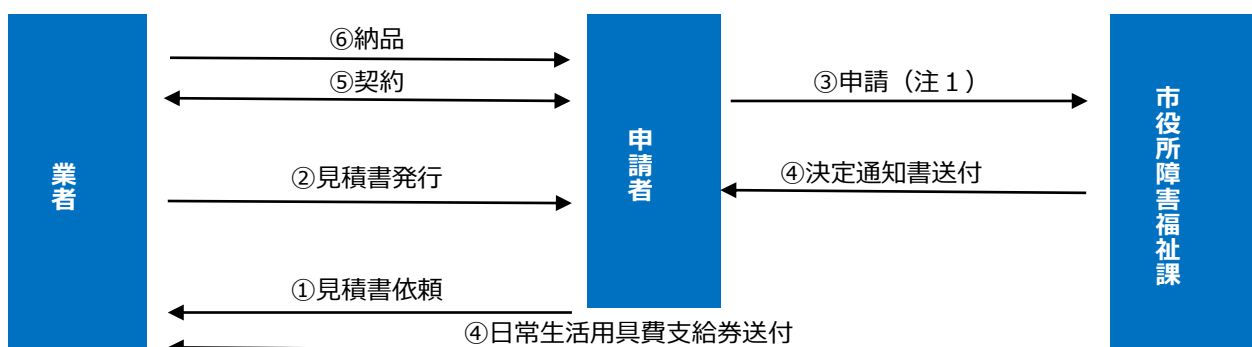 ⑥納品
⑤契約
③申請（注１）
業者
申請者
市役所障害福祉課
②見積書発行
④決定通知書送付
①見積書依頼
④日常生活用具費支給券送付